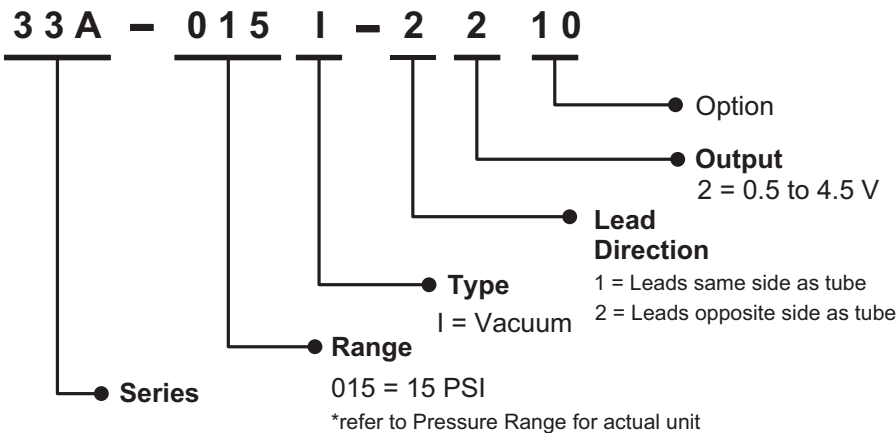 33A – 015 I – 2 2 10
Option
Output
2 = 0.5 to 4.5 V
Lead
Direction
1 = Leads same side as tube
2 = Leads opposite side as tube
Type
I = Vacuum
Range
015 = 15 PSI
*refer to Pressure Range for actual unit
Series